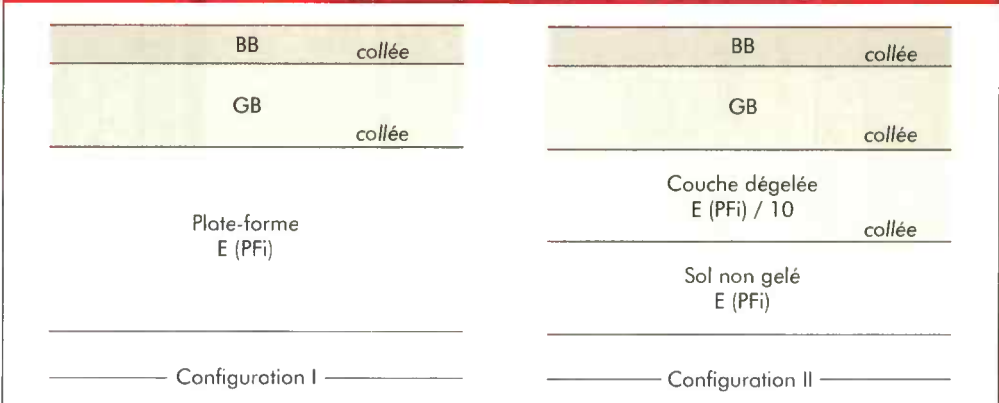 BB
collée
GB
collée
Plate-forme
E (PFi)
Configuration I
BB
collée
GB
collée
Couche dégelée
E (PFi) / 10
collée
Sol non gelé
E (PFi)
Configuration II